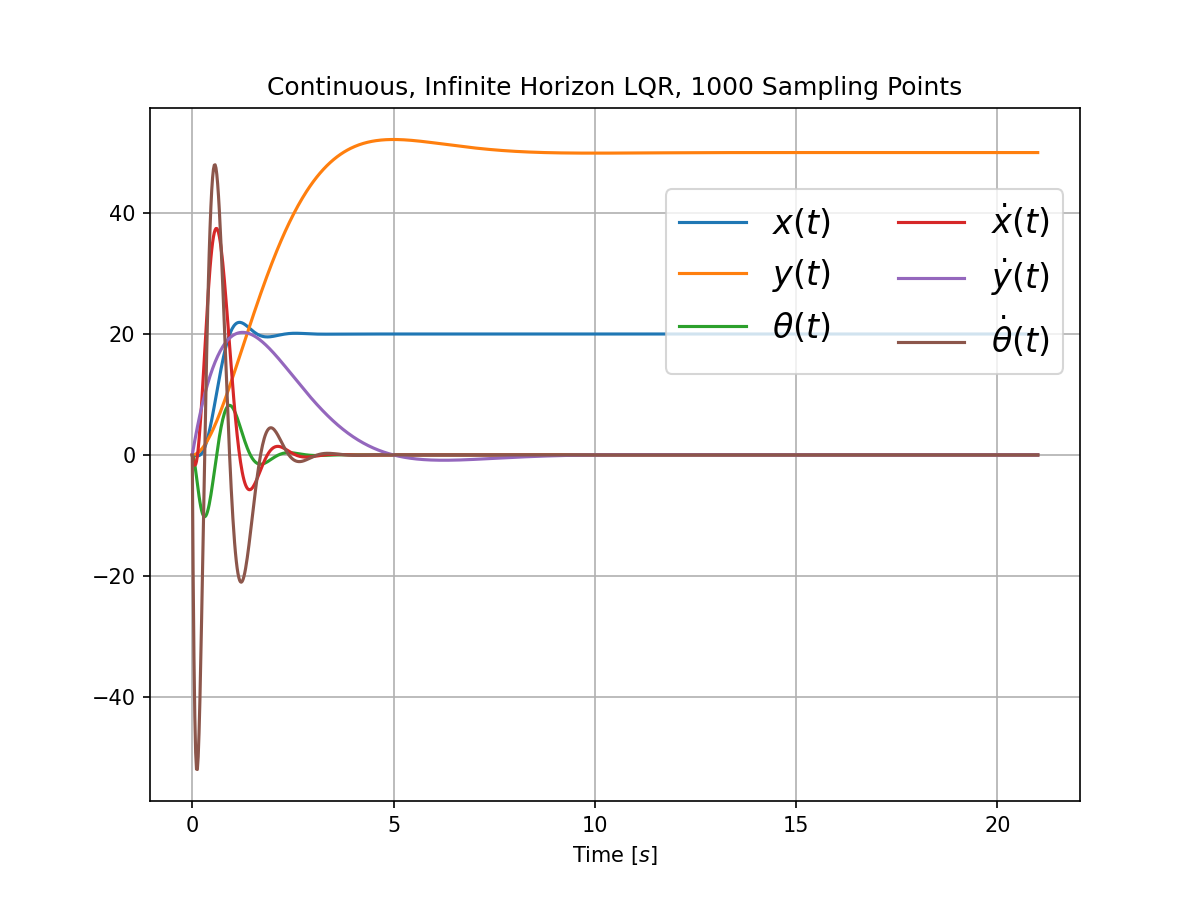 Continuous, Infinite Horizon LQR, 1000 Sampling Points
40
20
0
−20
−40
x(t)
y(t)
θ(t)
ẋ(t)
ẏ(t)
θ̇(t)
0 5 10 15 20
Time [s]